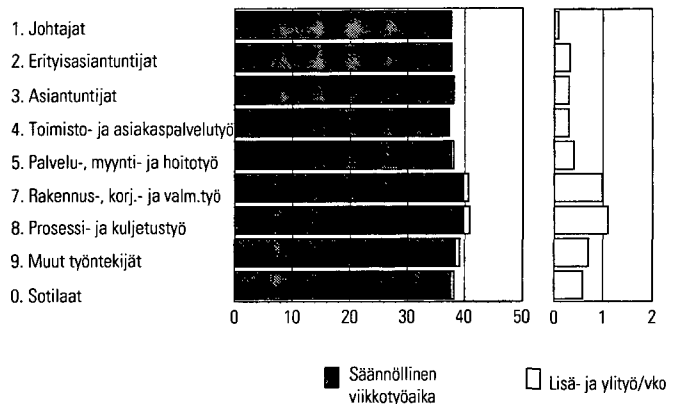 1. Johtajat
2. Erityisasiantuntijat
3. Asiantuntijat
4. Toimisto- ja asiakaspalvelutyö
5. Palvelu-, myynti- ja hoitotyö
7. Rakennus-, korj.- ja valm.työ
8. Prosessi- ja kuljetustyö
9. Muut työntekijät
0. Sotilaat
0 10 20 30 40 50 0 1 2
Säännöllinen
viikkotyöaika
Lisä- ja ylityö/vko